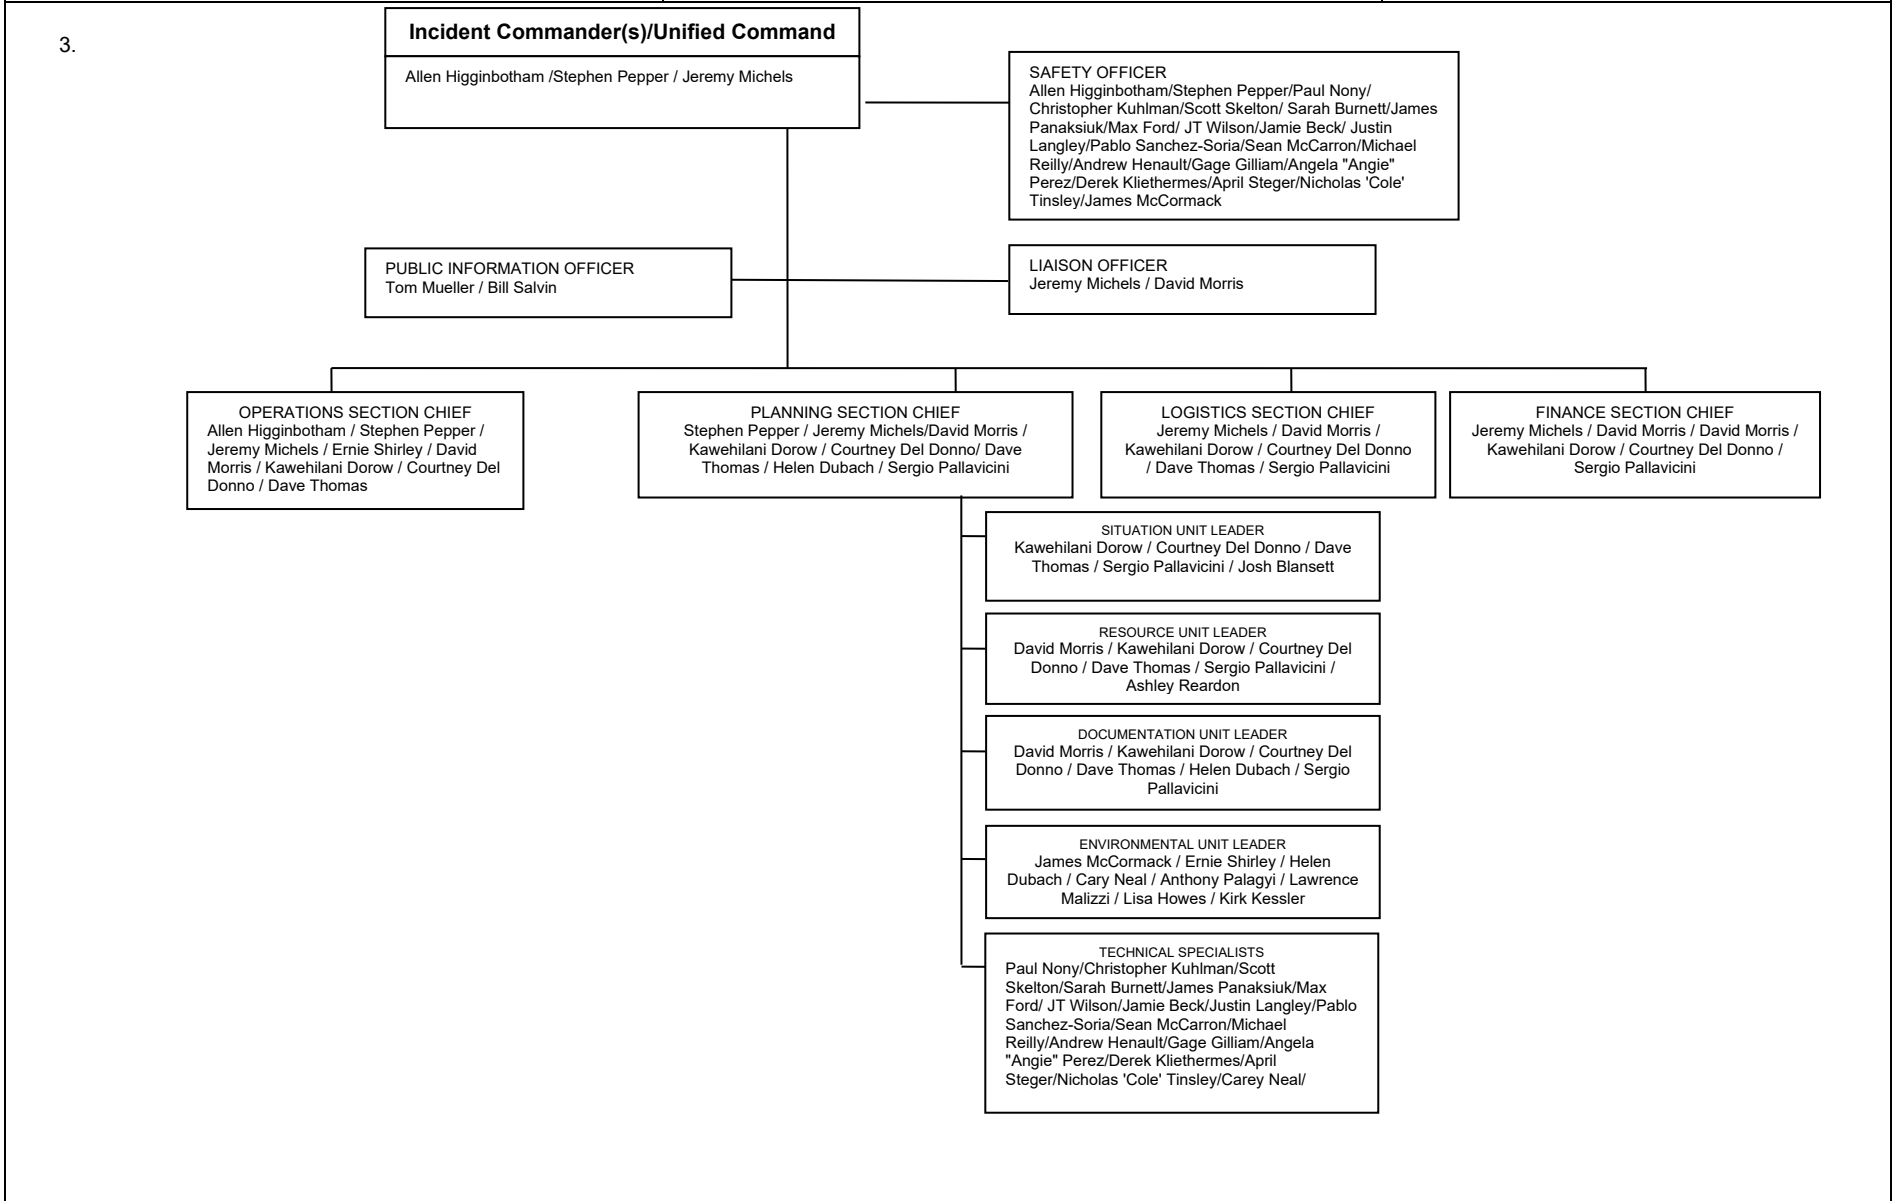 3.
Incident Commander(s)/Unified Command
Allen Higginbotham /Stephen Pepper / Jeremy Michels
SAFETY OFFICER
Allen Higginbotham/Stephen Pepper/Paul Nony/
Christopher Kuhlman/Scott Skelton/ Sarah Burnett/James
Panaksiuk/Max Ford/ JT Wilson/Jamie Beck/ Justin
Langley/Pablo Sanchez-Soria/Sean McCarron/Michael
Reilly/Andrew Henault/Gage Gilliam/Angela "Angie"
Perez/Derek Kliethermes/April Steger/Nicholas 'Cole'
Tinsley/James McCormack
PUBLIC INFORMATION OFFICER
Tom Mueller / Bill Salvin
LIAISON OFFICER
Jeremy Michels / David Morris
OPERATIONS SECTION CHIEF
Allen Higginbotham / Stephen Pepper /
Jeremy Michels / Ernie Shirley / David
Morris / Kawehilani Dorow / Courtney Del
Donno / Dave Thomas
PLANNING SECTION CHIEF
Stephen Pepper / Jeremy Michels/David Morris /
Kawehilani Dorow / Courtney Del Donno/ Dave
Thomas / Helen Dubach / Sergio Pallavicini
LOGISTICS SECTION CHIEF
Jeremy Michels / David Morris /
Kawehilani Dorow / Courtney Del Donno
/ Dave Thomas / Sergio Pallavicini
FINANCE SECTION CHIEF
Jeremy Michels / David Morris / David Morris /
Kawehilani Dorow / Courtney Del Donno /
Sergio Pallavicini
SITUATION UNIT LEADER
Kawehilani Dorow / Courtney Del Donno / Dave
Thomas / Sergio Pallavicini / Josh Blansett
RESOURCE UNIT LEADER
David Morris / Kawehilani Dorow / Courtney Del
Donno / Dave Thomas / Sergio Pallavicini /
Ashley Reardon
DOCUMENTATION UNIT LEADER
David Morris / Kawehilani Dorow / Courtney Del
Donno / Dave Thomas / Helen Dubach / Sergio
Pallavicini
ENVIRONMENTAL UNIT LEADER
James McCormack / Ernie Shirley / Helen
Dubach / Cary Neal / Anthony Palagyi / Lawrence
Malizzi / Lisa Howes / Kirk Kessler
TECHNICAL SPECIALISTS
Paul Nony/Christopher Kuhlman/Scott
Skelton/Sarah Burnett/James Panaksiuk/Max
Ford/ JT Wilson/Jamie Beck/Justin Langley/Pablo
Sanchez-Soria/Sean McCarron/Michael
Reilly/Andrew Henault/Gage Gilliam/Angela
"Angie" Perez/Derek Kliethermes/April
Steger/Nicholas 'Cole' Tinsley/Carey Neal/